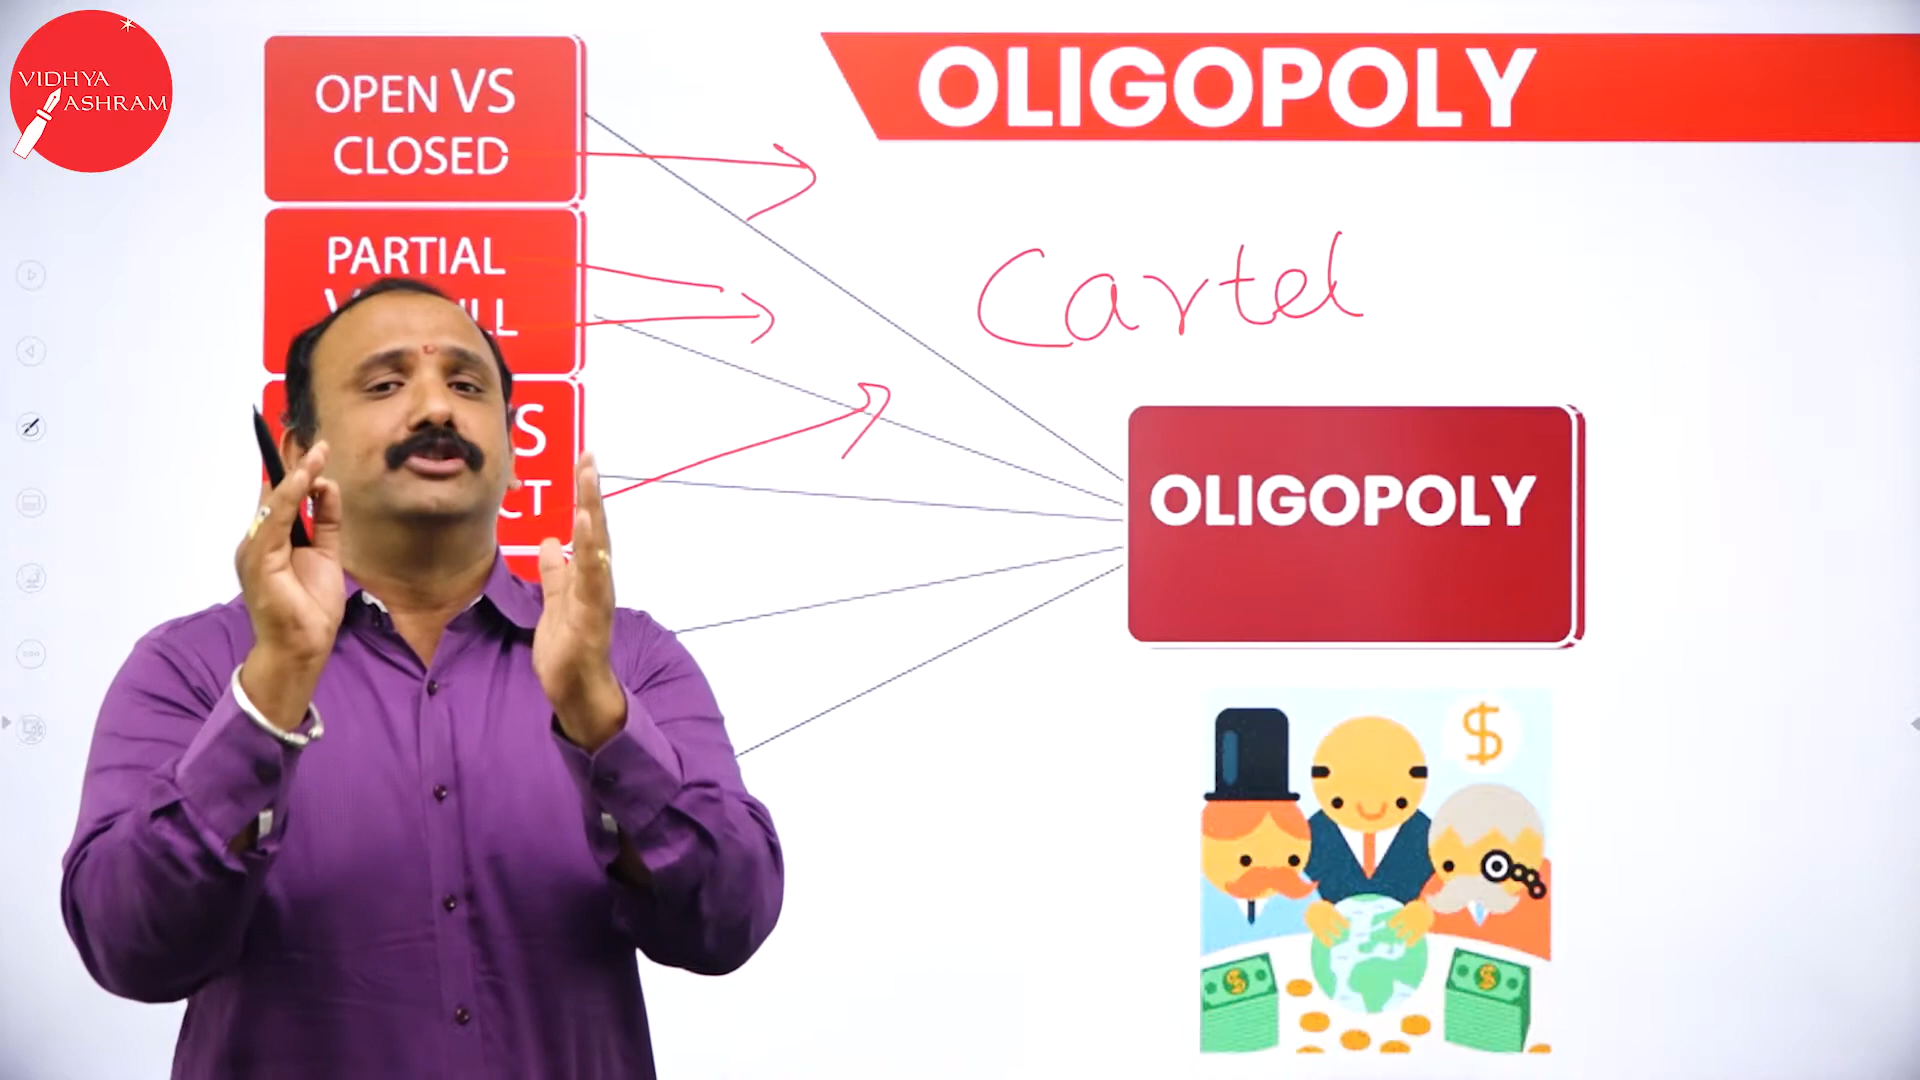 VIDHYA
ASHRAM
OPEN VS
CLOSED
PARTIAL
OLIGOPOLY
Cartel
OLIGOPOLY
$